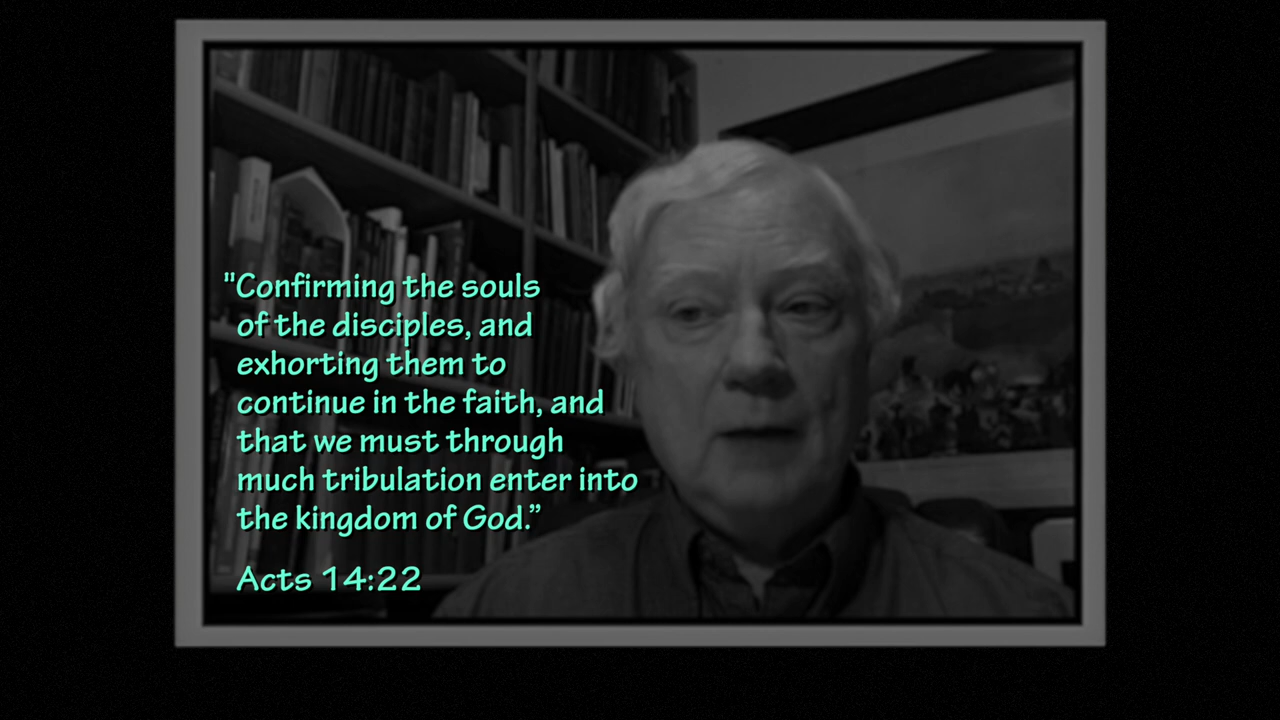 "Confirming the souls
of the disciples, and
exhorting them to
continue in the faith, and
that we must through
much tribulation enter into
the kingdom of God.”
Acts 14:22